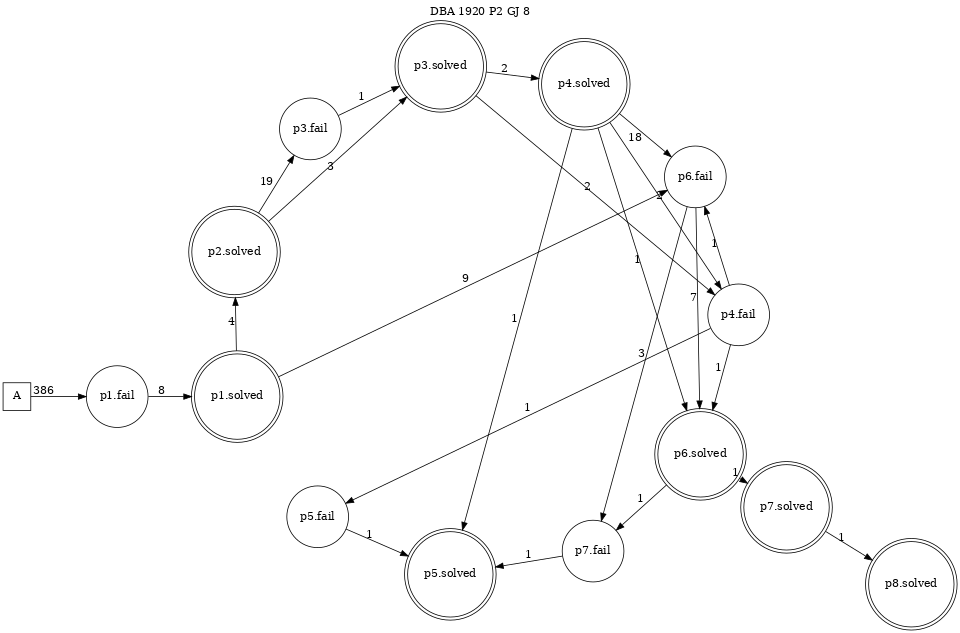 DBA 1920 P2 GJ 8
p3.solved
2
p4.solved
1
p3.fail
18
19
3
p6.fail
2
2
p2.solved
1
1
9
7
4
1
p4.fail
3
1
386
8
1
A
p1.fail
p1.solved
p6.solved
1
p7.solved
1
p5.fail
1
1
1
p7.fail
p5.solved
p8.solved